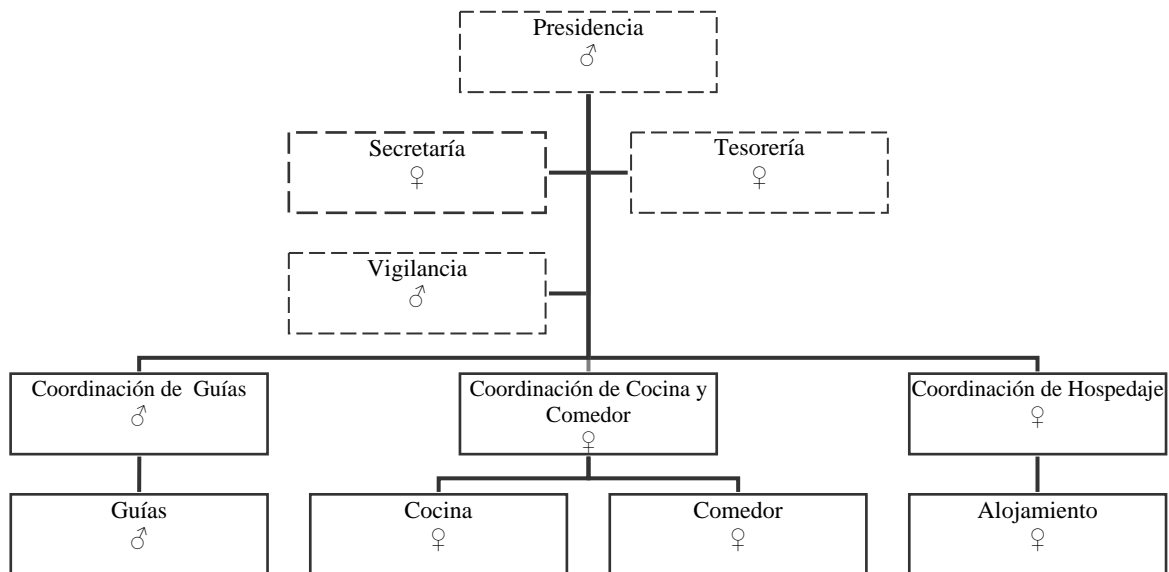 Presidencia
♂
Secretaría
♀
Tesorería
♀
Vigilancia
♂
Coordinación de  Guías
♂
Coordinación de Cocina y
Comedor
♀
Coordinación de Hospedaje
♀
Guías
♂
Cocina
♀
Comedor
♀
Alojamiento
♀